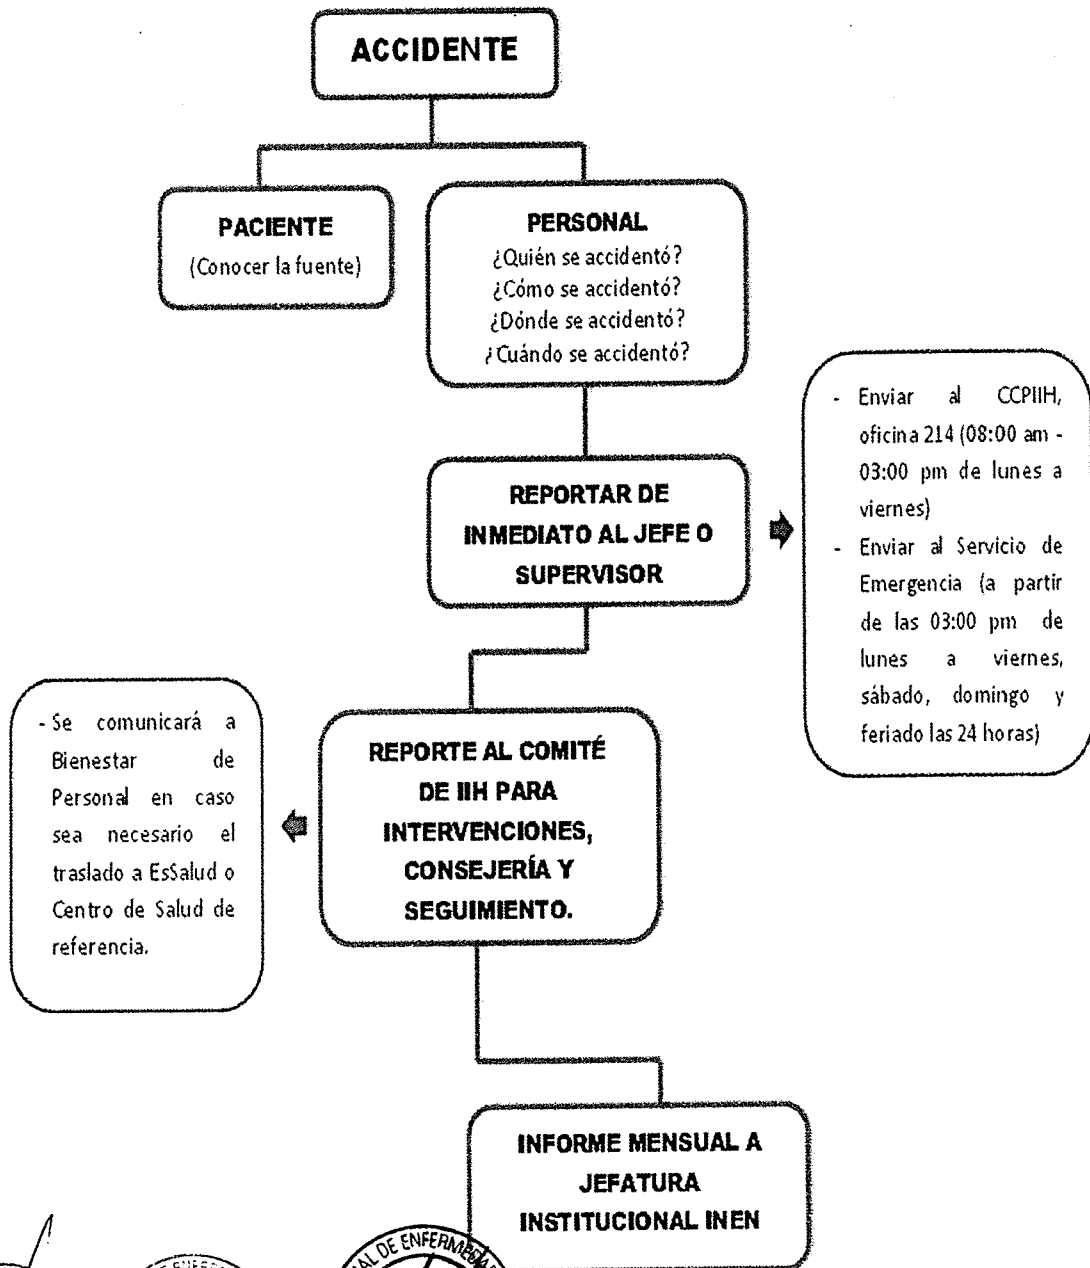 ACCIDENTE
PACIENTE
(Conocer la fuente)
PERSONAL
¿Quién se accidentó?
¿Cómo se accidentó?
¿Dónde se accidentó?
¿Cuándo se accidentó?
REPORTAR DE
INMEDIATO AL JEFE O
SUPERVISOR
- Enviar al CCPIIH,
oficina 214 (08:00 am -
03:00 pm de lunes a
viernes)
- Enviar al Servicio de
Emergencia (a partir
de las 03:00 pm de
lunes a viernes,
sábado, domingo y
feriado las 24 horas)
REPORTE AL COMITÉ
DE IIH PARA
INTERVENCIONES,
CONSEJERÍA Y
SEGUIMIENTO.
- Se comunicará a
Bienestar de
Personal en caso
sea necesario el
traslado a EsSalud o
Centro de Salud de
referencia.
INFORME MENSUAL A
JEFATURA
INSTITUCIONAL INEN
DE